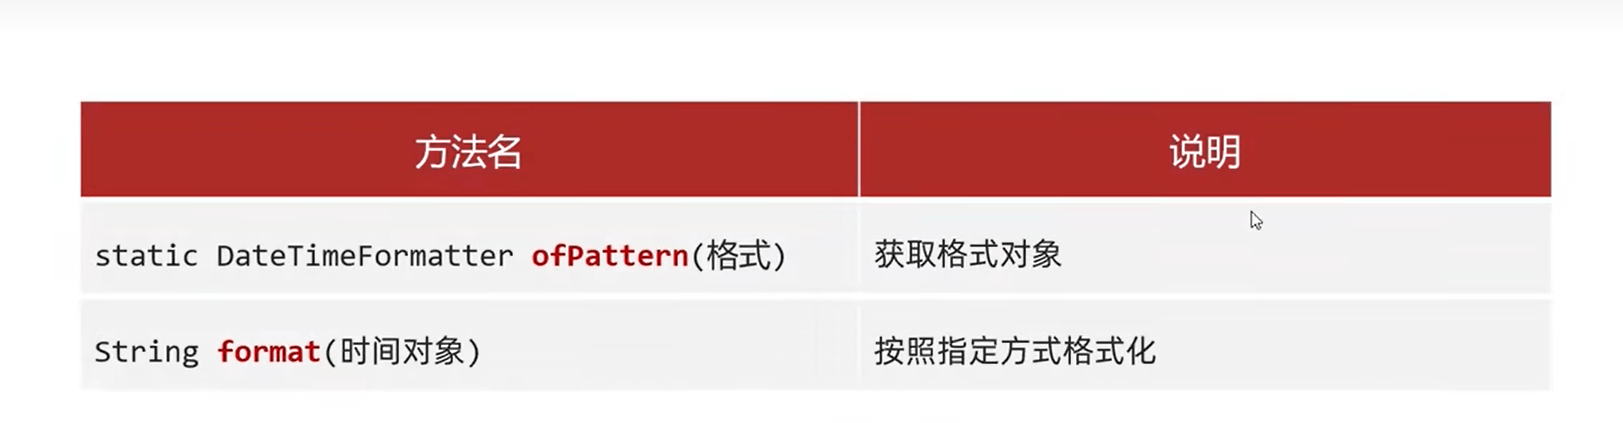 方法名 说明
static DateTimeFormatter ofPattern(格式) 获取格式对象
String format(时间对象) 按照指定方式格式化